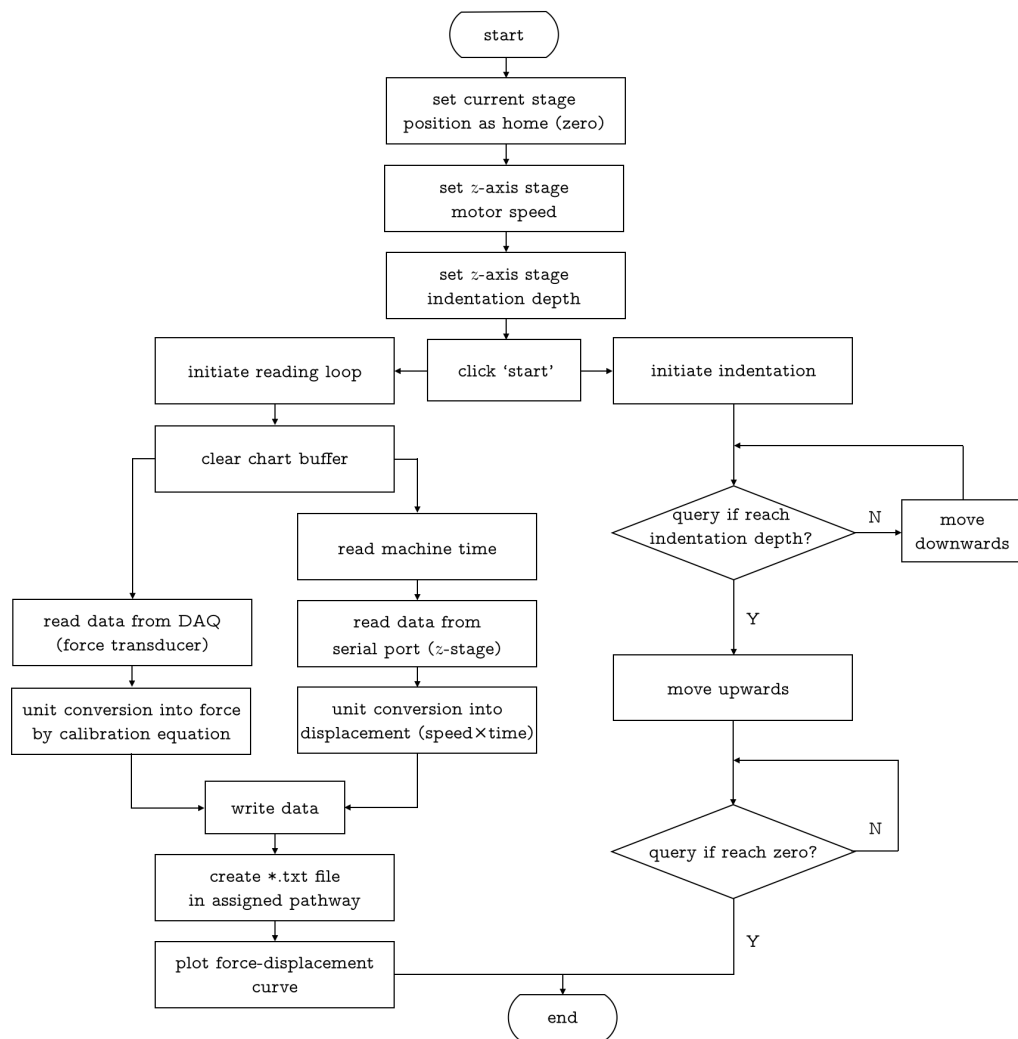 start
set current stage
position as home (zero)
set z-axis stage
motor speed
set z-axis stage
indentation depth
initiate reading loop
click ‘start’
initiate indentation
clear chart buffer
query if reach
indentation depth?
N
move
downwards
read machine time
Y
read data from DAQ
(force transducer)
read data from
serial port (z-stage)
move upwards
unit conversion into force
by calibration equation
unit conversion into
displacement (speed×time)
write data
query if reach zero?
N
create *.txt file
in assigned pathway
Y
plot force-displacement
curve
end